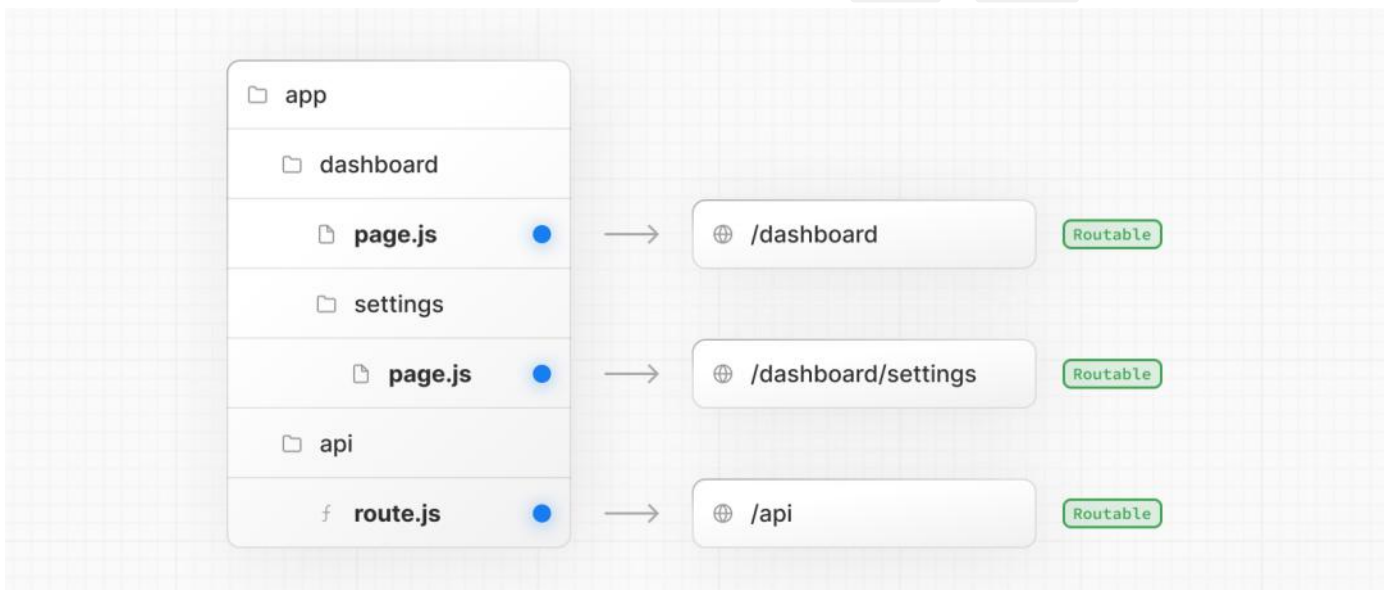 app
dashboard
page.js
/dashboard
Routable
settings
page.js
/dashboard/settings
Routable
api
route.js
/api
Routable